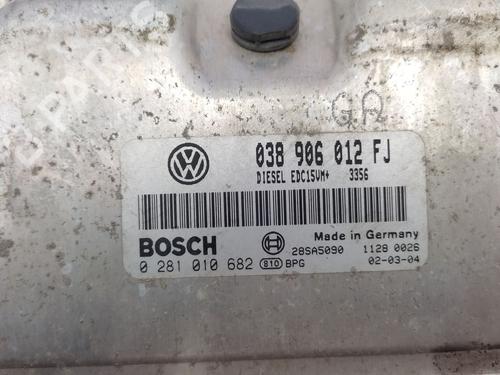 GA
038 906 012 FJ
DIESEL EDC15VM+ 3356
BOSCH
Made in Germany
28SA5090 1128 0026
0 281 010 682 810 BPG 02-03-04